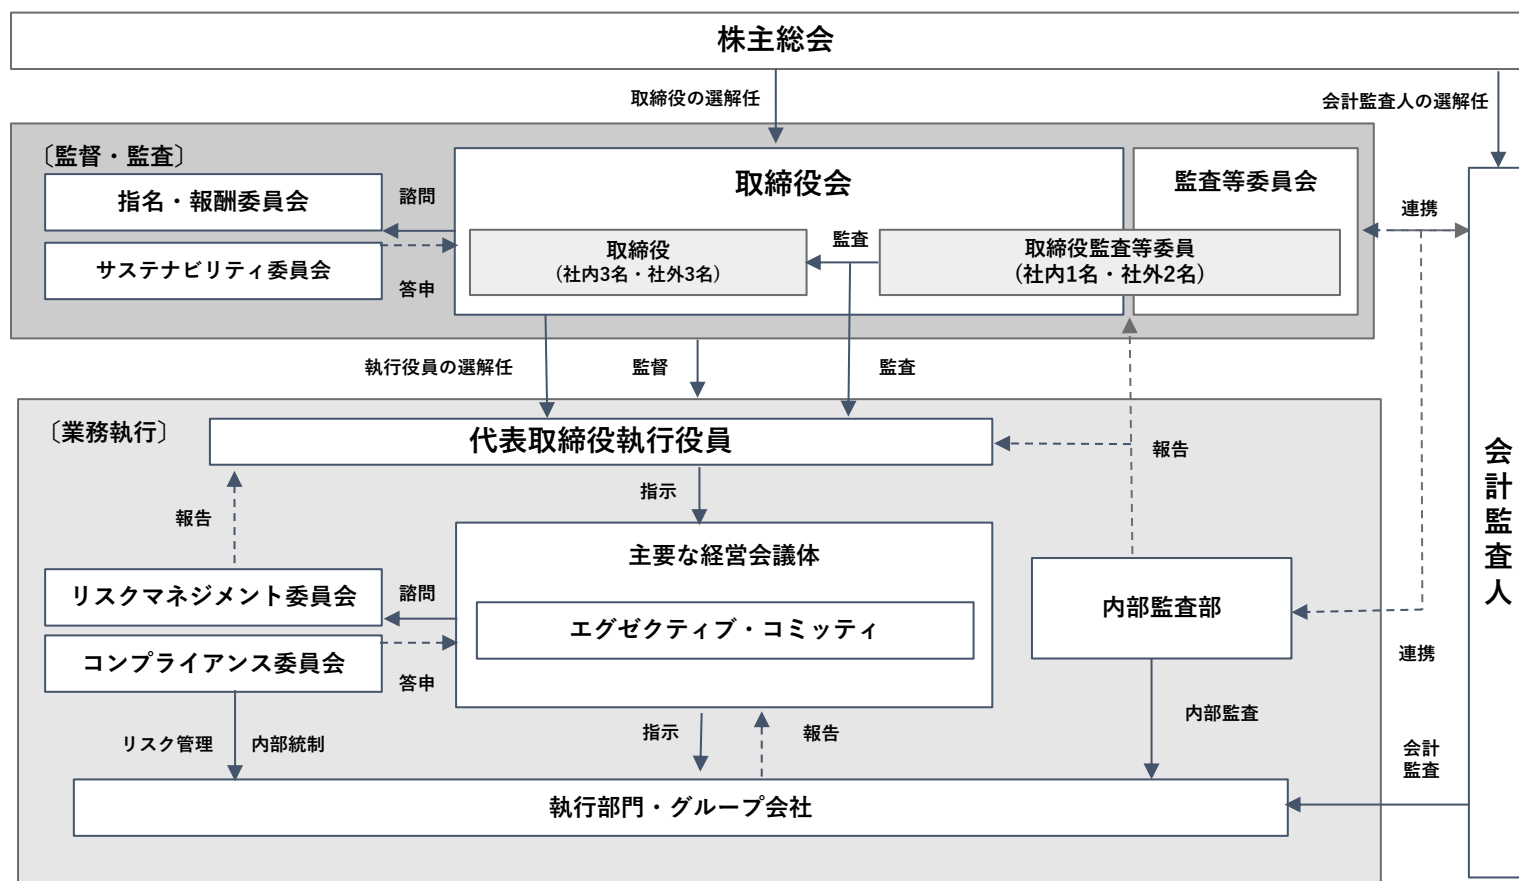 株主総会
取締役の選解任
会計監査人の選解任
〔監督・監査〕
指名・報酬委員会
サステナビリティ委員会
諮問
答申
取締役会
監査等委員会
取締役
(社内3名・社外3名)
監査
取締役監査等委員
(社内1名・社外2名)
連携
執行役員の選解任
監督
監査
〔業務執行〕
代表取締役執行役員
報告
指示
報告
主要な経営会議体
エグゼクティブ・コミッティ
リスクマネジメント委員会
コンプライアンス委員会
諮問
答申
内部監査部
会計監査人
連携
リスク管理
内部統制
指示
報告
内部監査
会計
監査
執行部門・グループ会社